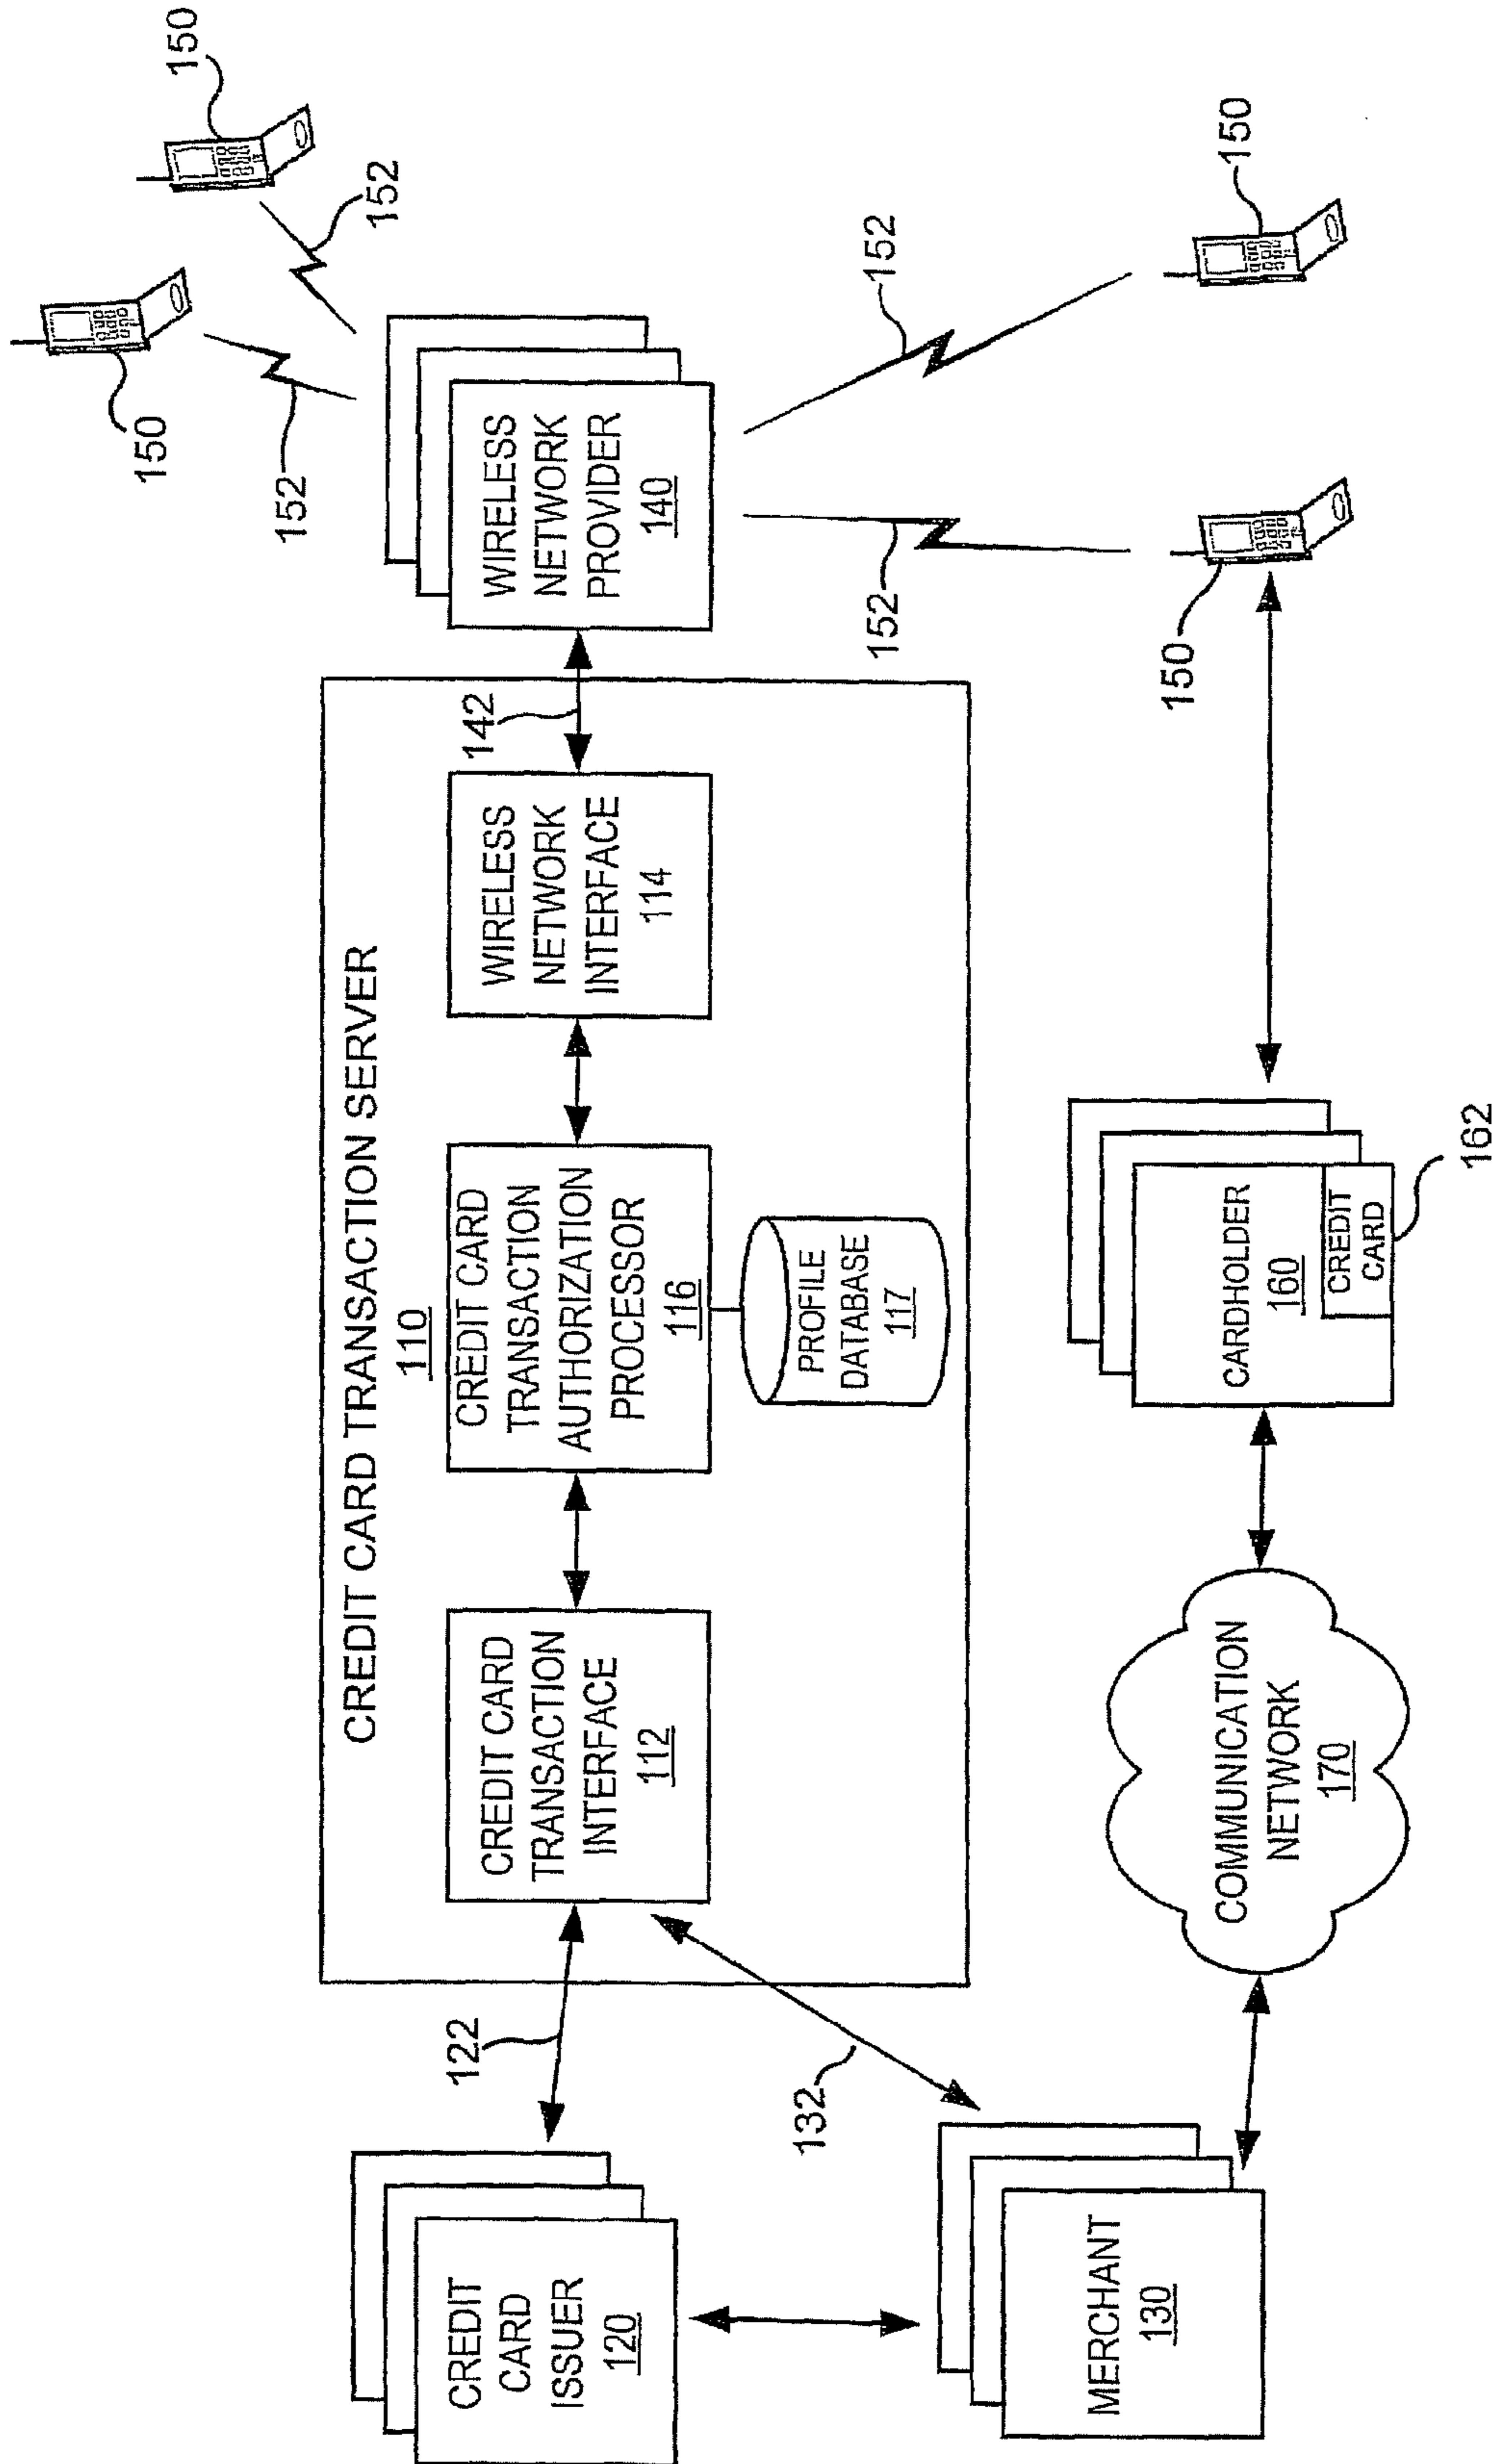 CREDIT CARD TRANSACTION SERVER
110
CREDIT
CARD
ISSUER
120
122
CREDIT CARD
TRANSACTION
INTERFACE
112
CREDIT CARD
TRANSACTION
AUTHORIZATION
PROCESSOR
116
PROFILE
DATABASE
117
WIRELESS
NETWORK
INTERFACE
114
142
WIRELESS
NETWORK
PROVIDER
140
150
152
150
152
152
150
152
150
132
MERCHANT
130
COMMUNICATION
NETWORK
170
CARDHOLDER
160
CREDIT
CARD
162